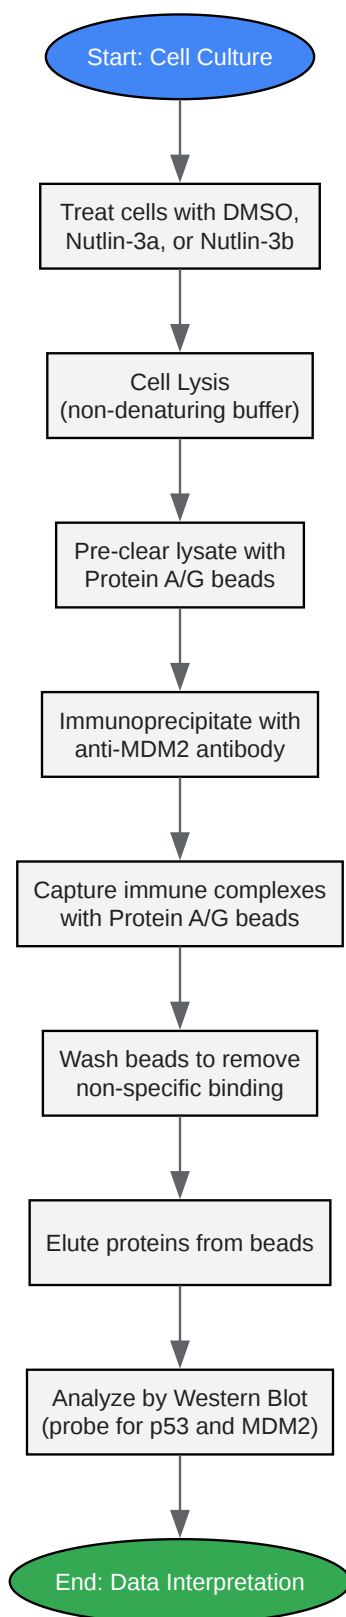 Start: Cell Culture
Treat cells with DMSO,
Nutlin-3a, or Nutlin-3b
Cell Lysis
(non-denaturing buffer)
Pre-clear lysate with
Protein A/G beads
Immunoprecipitate with
anti-MDM2 antibody
Capture immune complexes
with Protein A/G beads
Wash beads to remove
non-specific binding
Elute proteins from beads
Analyze by Western Blot
(probe for p53 and MDM2)
End: Data Interpretation